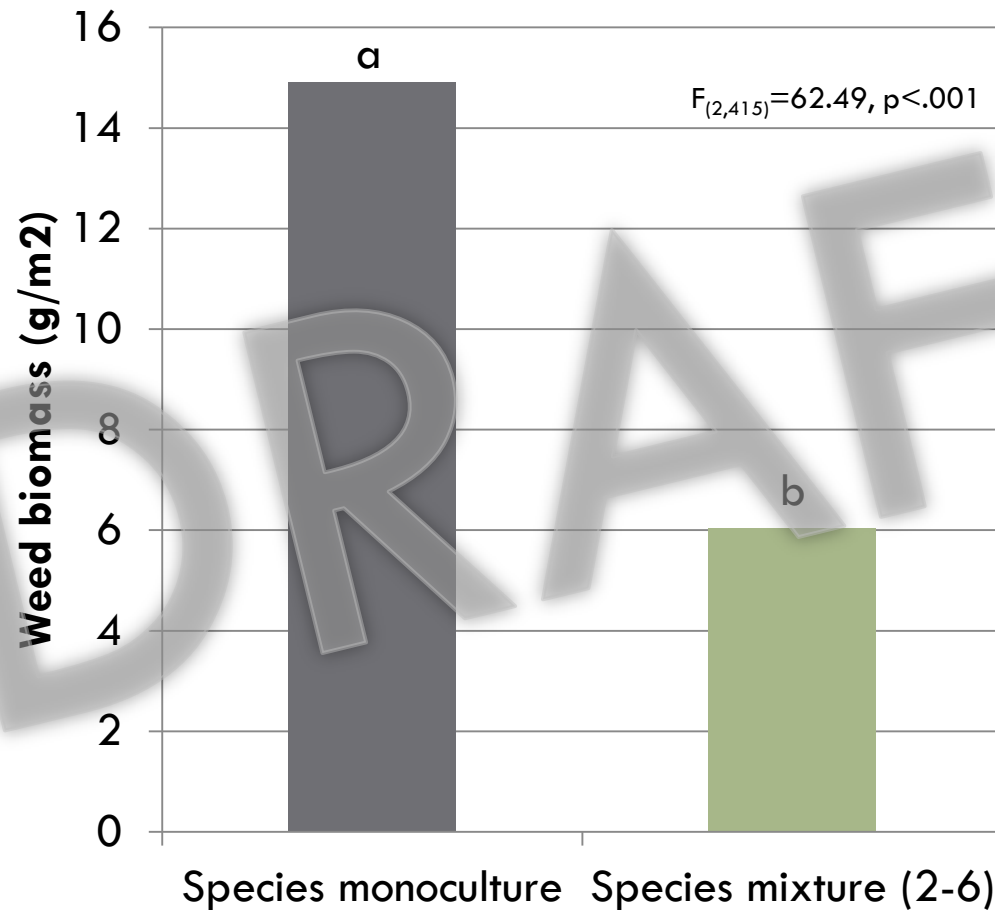 16
14
12
10
8
6
4
2
0
Weed biomass (g/m2)
a
F(2,415)=62.49, p<.001
b
Species monoculture
Species mixture (2-6)
DRAF